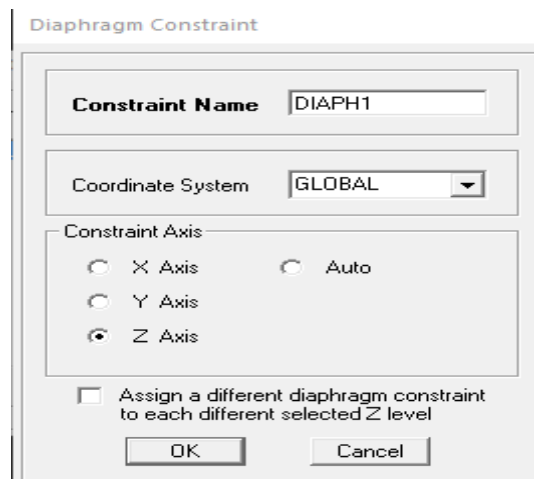 Diaphragm Constraint
Constraint Name DIAPH1
Coordinate System GLOBAL
Constraint Axis
X Axis Auto
Y Axis
Z Axis
Assign a different diaphragm constraint
to each different selected Z level
OK Cancel